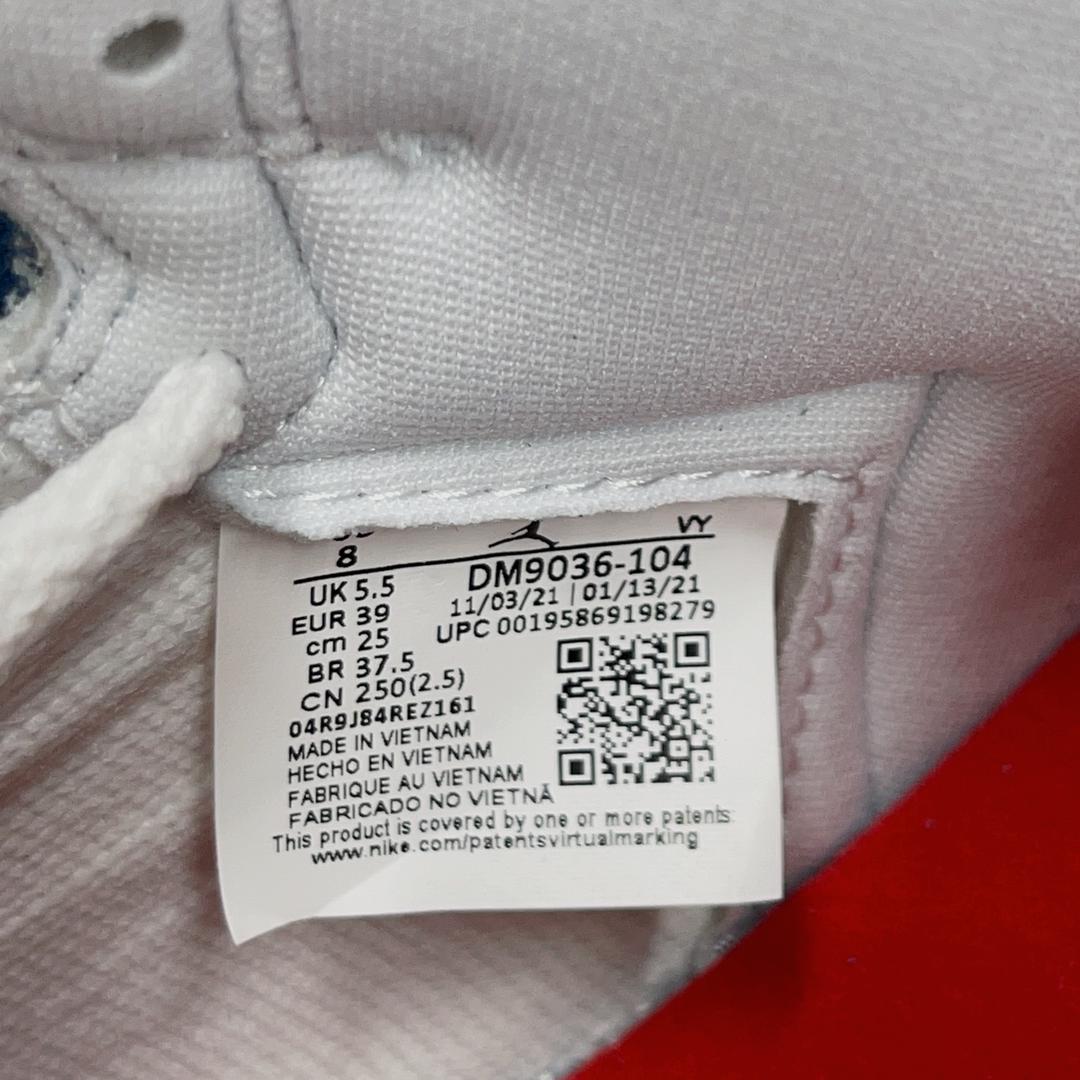 8
VY
UK 5.5
EUR 39
cm 25
BR 37.5
CN 250(2.5)
DM9036-104
11/03/21 | 01/13/21
UPC 00195869198279
04R9J84REZ161
MADE IN VIETNAM
HECHO EN VIETNAM
FABRIQUE AU VIETNAM
FABRICADO NO VIETNÃ
This product is covered by one or more patents:
www.nike.com/patentsvirtualmarking